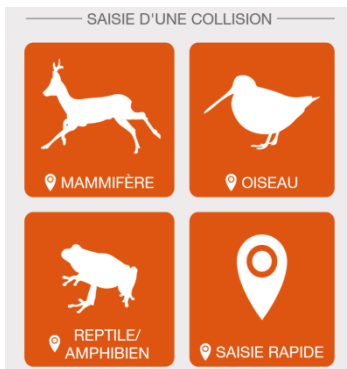 SAISIE D'UNE COLLISION
MAMMIFÈRE
OISEAU
REPTILE/
AMPHIBIEN
SAISIE RAPIDE